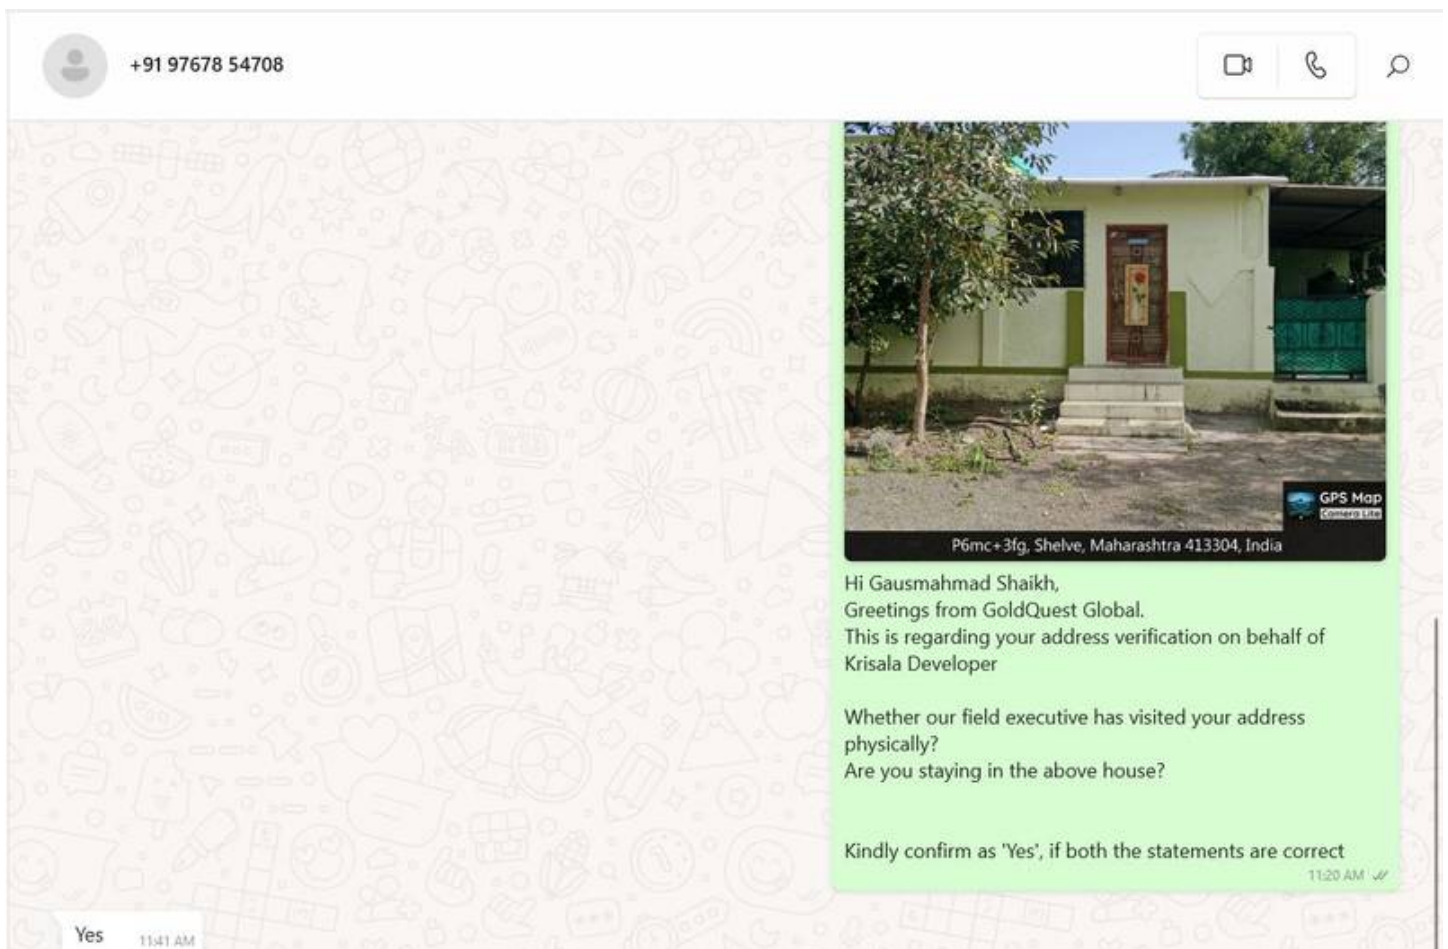 +91 97678 54708
GPS Map
Camera Lite
P6mc+3fg, Shelve, Maharashtra 413304, India
Hi Gausmahmad Shaikh,
Greetings from GoldQuest Global.
This is regarding your address verification on behalf of
Krisala Developer
Whether our field executive has visited your address
physically?
Are you staying in the above house?
Kindly confirm as 'Yes', if both the statements are correct
11:20 AM
Yes
11:41 AM